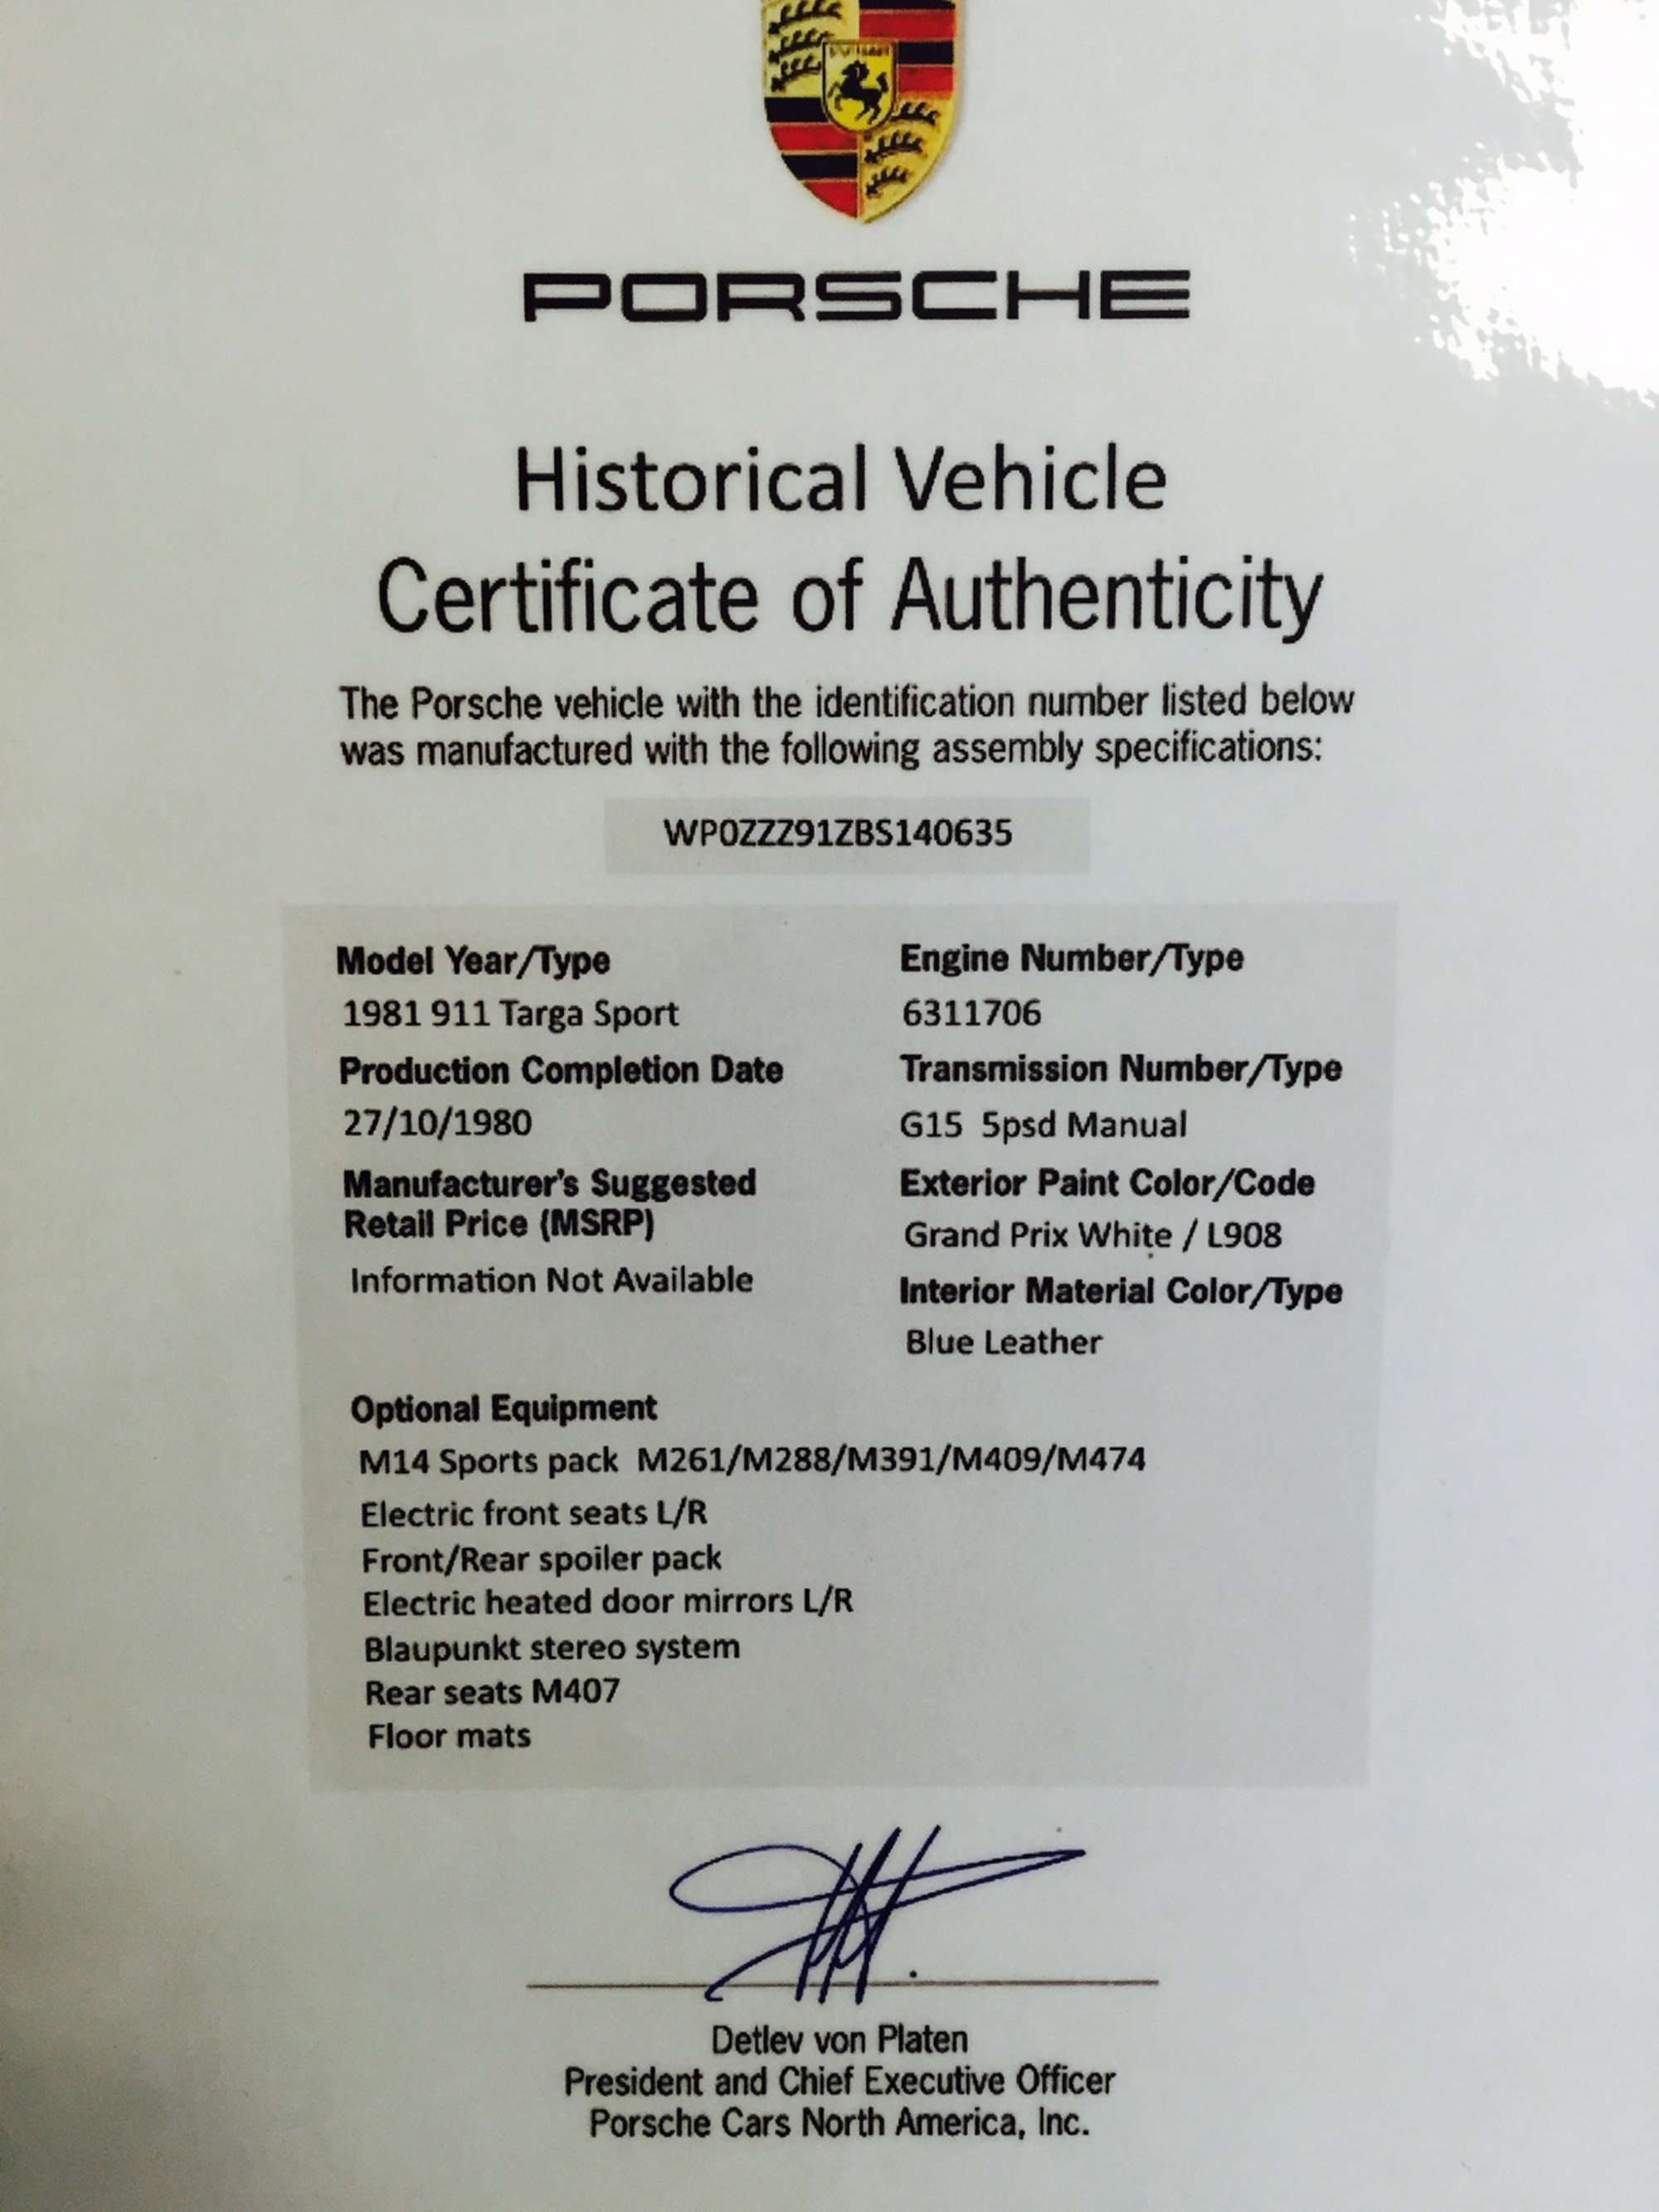 PORSCHE
Historical Vehicle
Certificate of Authenticity
The Porsche vehicle with the identification number listed below
was manufactured with the following assembly specifications:
WP0ZZZ91ZBS140635
Model Year/Type
1981 911 Targa Sport
Production Completion Date
27/10/1980
Manufacturer's Suggested
Retail Price (MSRP)
Information Not Available
Engine Number/Type
6311706
Transmission Number/Type
G15 5psd Manual
Exterior Paint Color/Code
Grand Prix White / L908
Interior Material Color/Type
Blue Leather
Optional Equipment
M14 Sports pack M261/M288/M391/M409/M474
Electric front seats L/R
Front/Rear spoiler pack
Electric heated door mirrors L/R
Blaupunkt stereo system
Rear seats M407
Floor mats
Detlev von Platen
President and Chief Executive Officer
Porsche Cars North America, Inc.